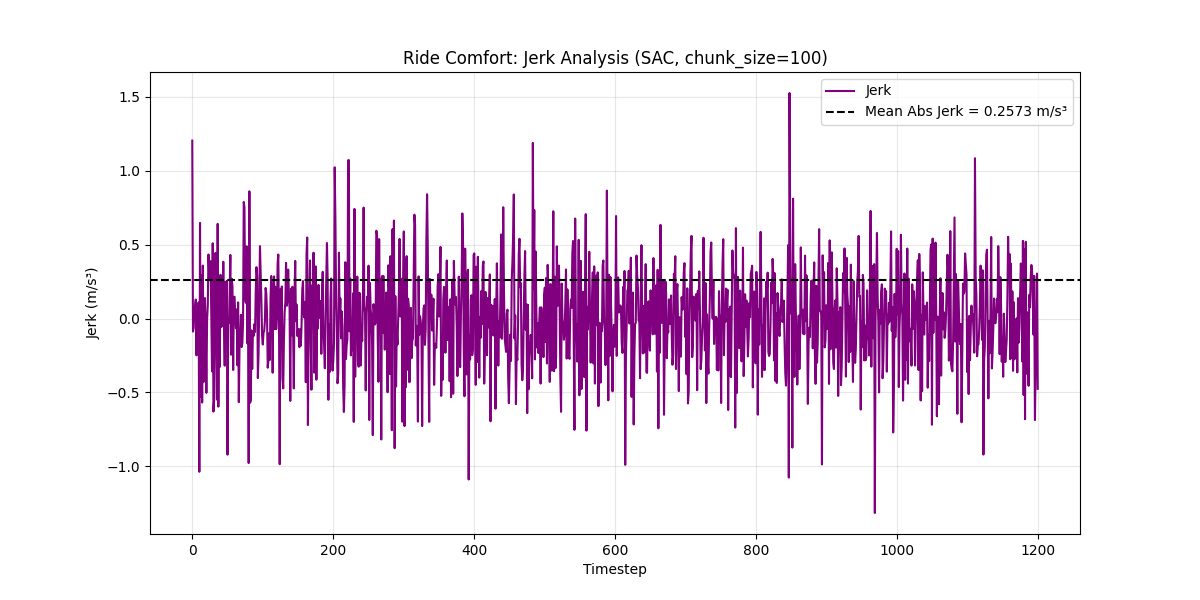 Ride Comfort: Jerk Analysis (SAC, chunk_size=100)
Jerk
Mean Abs Jerk = 0.2573 m/s³
Jerk (m/s³)
1.5
1.0
0.5
0.0
−0.5
−1.0
0
200
400
600
800
1000
1200
Timestep